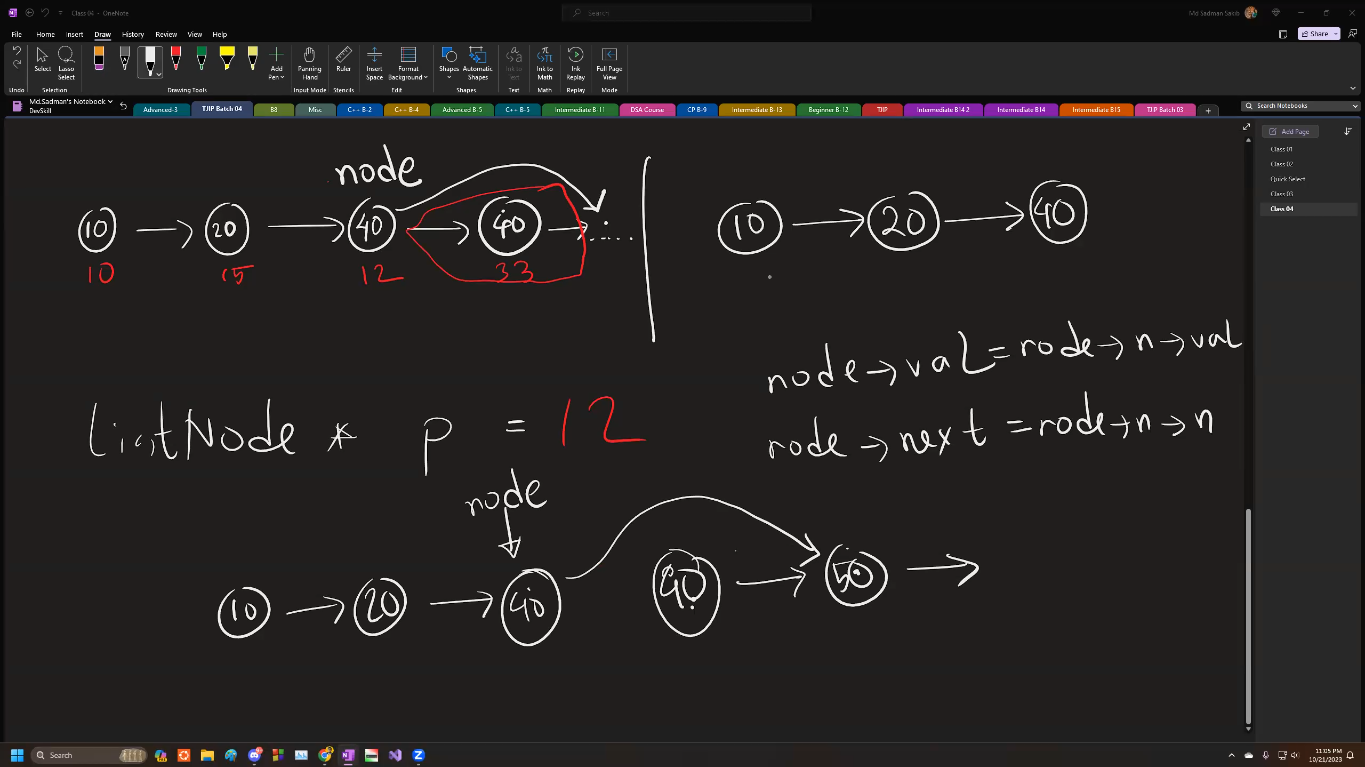 Class 04 - OneNote
Search
Md Sadman Sakib
File Home Insert Draw History Review View Edit
Share
Select Lasso Select
Add Pen
Panning Hand
Ruler
Insert Space
Format Background
Shapes
Automatic Shapes
Ink to Text
Ink to Math
Ink Replay
Full Page View
Undo Selection Drawing Tools Input Mode Stencils Edit Shapes Text Math Replay Mode
Md.Sadman's Notebook
DevSkill
Advanced-3 TJIP Batch 04 B8 Misc C++ B-2 C++ B-4 Advanced B-5 C++ B-5 Intermediate B-11 DSA Course CP B-9 Intermediate B-13 Beginner B-12 TJIP Intermediate B14.2 Intermediate B14 Intermediate B15 TJIP Batch 03 +
Search Notebooks
Add Page
Class 01
Class 02
Quick Select
Class 03
Class 04
node
10 → 20 → 40 → 40 →
10 15 12 33
10 → 20 → 40
node → val = node → n → val
node → next = node → n → n
ListNode * p = 12
node
10 → 20 → 40 40 → 50 →
Search
11:05 PM
10/21/2023